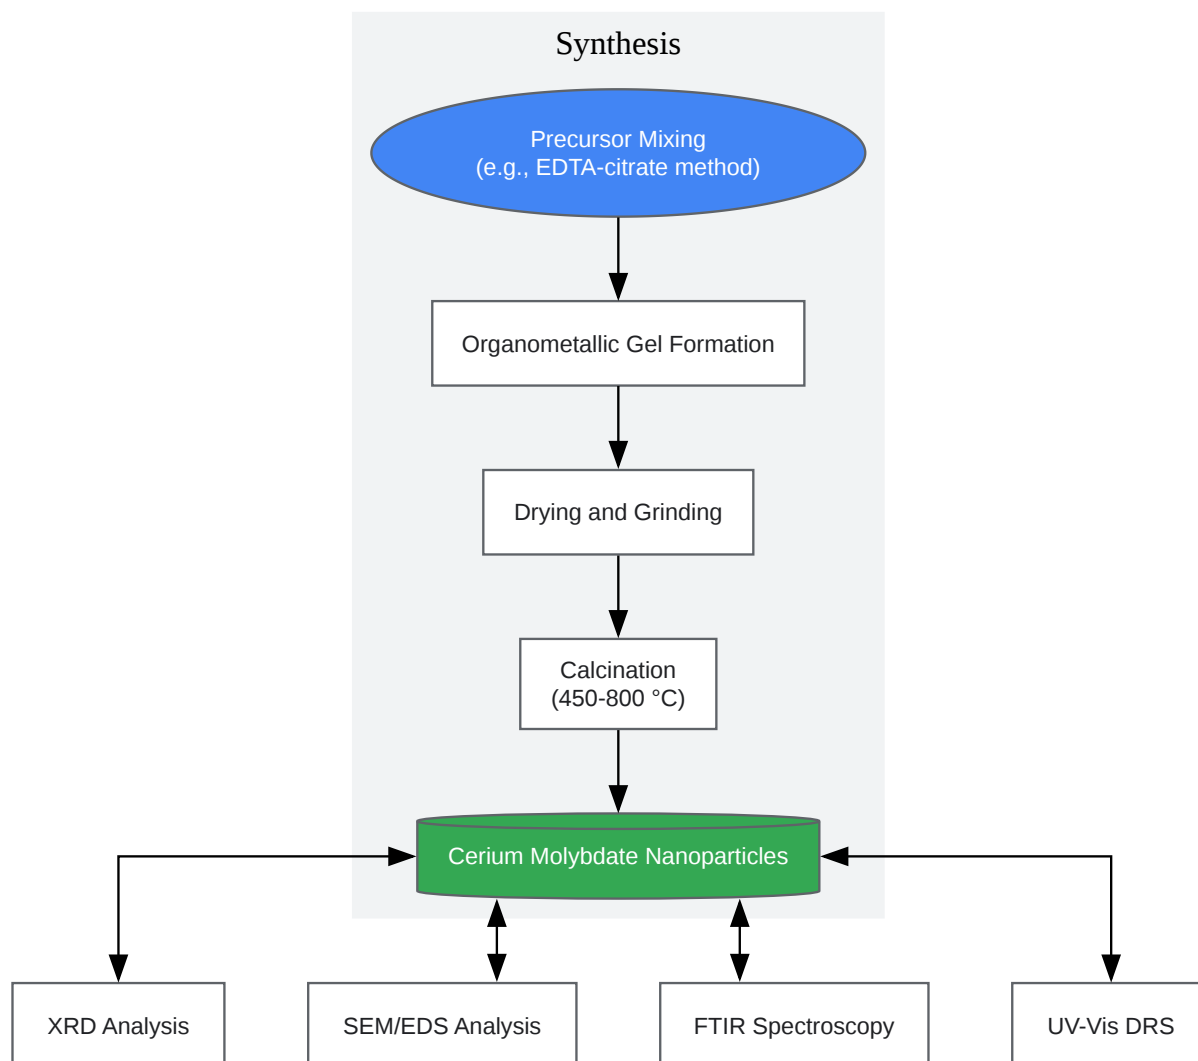 Synthesis
Precursor Mixing
(e.g., EDTA-citrate method)
Organometallic Gel Formation
Drying and Grinding
Calcination
(450-800 °C)
Cerium Molybdate Nanoparticles
XRD Analysis
SEM/EDS Analysis
FTIR Spectroscopy
UV-Vis DRS